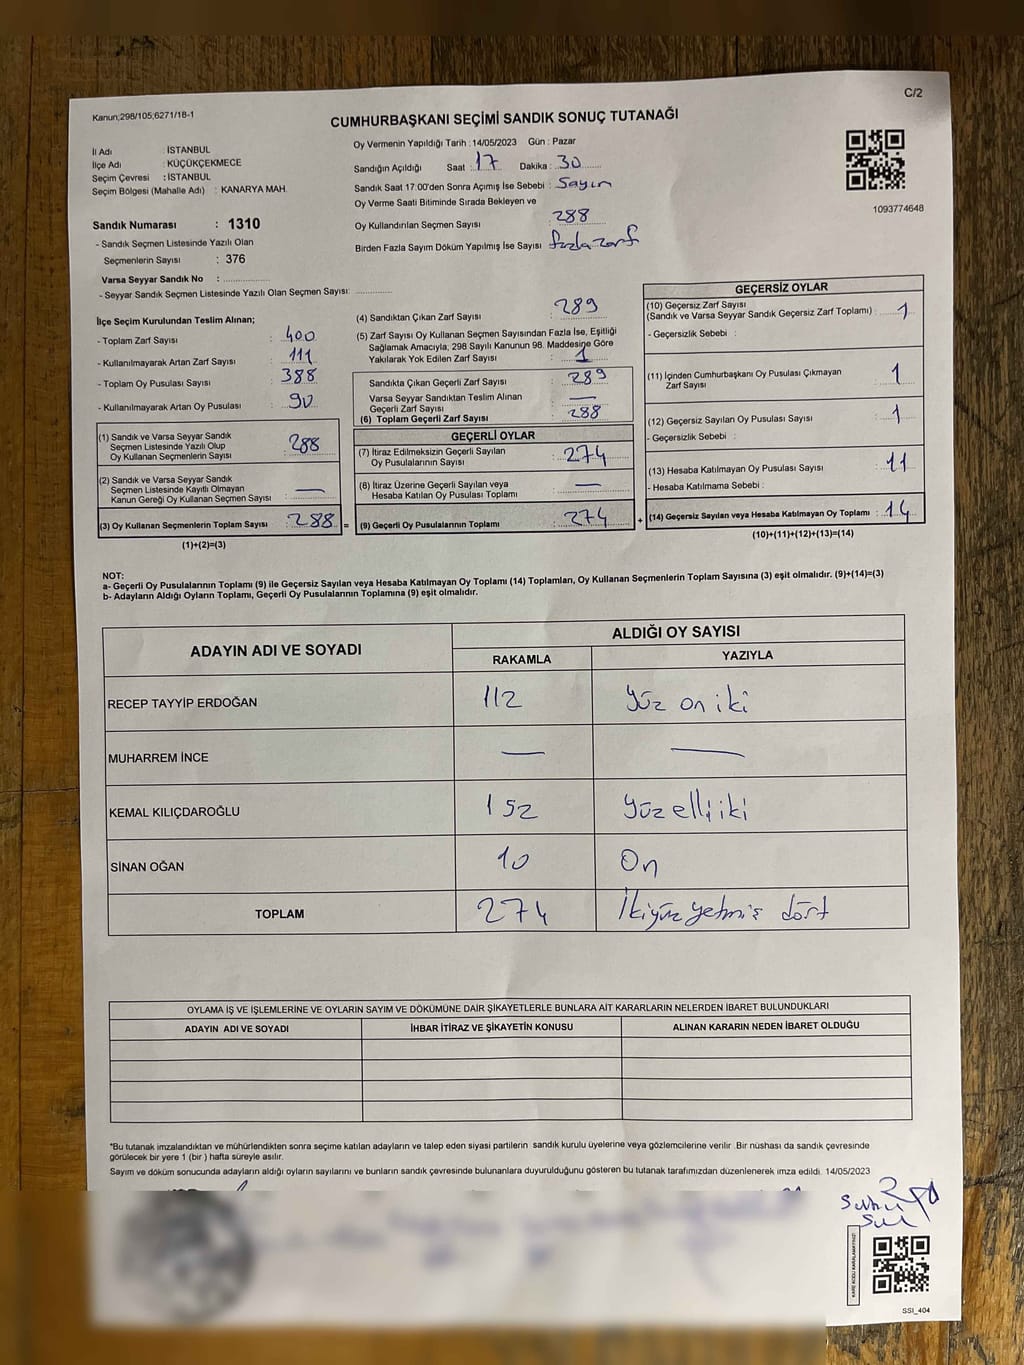 C/2
Kanun;298/105;6271/18-1
CUMHURBAŞKANI SEÇİMİ SANDIK SONUÇ TUTANAĞI
İl Adı : İSTANBUL
İlçe Adı : KÜÇÜKÇEKMECE
Seçim Çevresi : İSTANBUL
Seçim Bölgesi (Mahalle Adı) : KANARYA MAH.
Sandık Numarası : 1310
- Sandık Seçmen Listesinde Yazılı Olan
Seçmenlerin Sayısı : 376
Varsa Seyyar Sandık No :
- Seyyar Sandık Seçmen Listesinde Yazılı Olan Seçmen Sayısı:
Oy Vermenin Yapıldığı Tarih : 14/05/2023 Gün : Pazar
Sandığın Açıldığı Saat : 17 Dakika : 30
Sandık Saat 17:00'den Sonra Açımış İse Sebebi : Sayım
Oy Verme Saati Bitiminde Sırada Bekleyen ve
Oy Kullandırılan Seçmen Sayısı : 288
Birden Fazla Sayım Döküm Yapılmış İse Sayısı : fazla zarf
1093774648
İlçe Seçim Kurulundan Teslim Alınan;
- Toplam Zarf Sayısı : 400
- Kullanılmayarak Artan Zarf Sayısı : 111
- Toplam Oy Pusulası Sayısı : 388
- Kullanılmayarak Artan Oy Pusulası : 90
(1) Sandık ve Varsa Seyyar Sandık
Seçmen Listesinde Yazılı Olup
Oy Kullanan Seçmenlerin Sayısı : 288
(2) Sandık ve Varsa Seyyar Sandık
Seçmen Listesinde Kayıtlı Olmayan
Kanun Gereği Oy Kullanan Seçmen Sayısı : —
(3) Oy Kullanan Seçmenlerin Toplam Sayısı : 288 =
(1)+(2)=(3)
(4) Sandıktan Çıkan Zarf Sayısı : 289
(5) Zarf Sayısı Oy Kullanan Seçmen Sayısından Fazla İse, Eşitliği
Sağlamak Amacıyla, 298 Sayılı Kanunun 98. Maddesine Göre
Yakılarak Yok Edilen Zarf Sayısı : 1
Sandıkta Çıkan Geçerli Zarf Sayısı : 289
Varsa Seyyar Sandıktan Teslim Alınan
Geçerli Zarf Sayısı : —
(6) Toplam Geçerli Zarf Sayısı : 288
GEÇERLİ OYLAR
(7) İtiraz Edilmeksizin Geçerli Sayılan
Oy Pusulalarının Sayısı : 274
(8) İtiraz Üzerine Geçerli Sayılan veya
Hesaba Katılan Oy Pusulası Toplamı : —
(9) Geçerli Oy Pusulalarının Toplamı : 274 +
GEÇERSİZ OYLAR
(10) Geçersiz Zarf Sayısı
(Sandık ve Varsa Seyyar Sandık Geçersiz Zarf Toplamı) : 1
- Geçersizlik Sebebi :
(11) İçinden Cumhurbaşkanı Oy Pusulası Çıkmayan
Zarf Sayısı : 1
(12) Geçersiz Sayılan Oy Pusulası Sayısı : 1
- Geçersizlik Sebebi :
(13) Hesaba Katılmayan Oy Pusulası Sayısı : 11
- Hesaba Katılmama Sebebi :
(14) Geçersiz Sayılan veya Hesaba Katılmayan Oy Toplamı : 14
(10)+(11)+(12)+(13)=(14)
NOT:
a- Geçerli Oy Pusulalarının Toplamı (9) ile Geçersiz Sayılan veya Hesaba Katılmayan Oy Toplamı (14) Toplamları, Oy Kullanan Seçmenlerin Toplam Sayısına (3) eşit olmalıdır. (9)+(14)=(3)
b- Adayların Aldığı Oyların Toplamı, Geçerli Oy Pusulalarının Toplamına (9) eşit olmalıdır.
ADAYIN ADI VE SOYADI ALDIĞI OY SAYISI
RAKAMLA YAZIYLA
RECEP TAYYİP ERDOĞAN 112 Yüz on iki
MUHARREM İNCE — —
KEMAL KILIÇDAROĞLU 152 Yüz elli iki
SİNAN OĞAN 10 On
TOPLAM 274 İkiyüz yetmiş dört
OYLAMA İŞ VE İŞLEMLERİNE VE OYLARIN SAYIM VE DÖKÜMÜNE DAİR ŞİKAYETLERLE BUNLARA AİT KARARLARIN NELERDEN İBARET BULUNDUKLARI
ADAYIN ADI VE SOYADI İHBAR İTİRAZ VE ŞİKAYETİN KONUSU ALINAN KARARIN NEDEN İBARET OLDUĞU
*Bu tutanak imzalandıktan ve mühürlendikten sonra seçime katılan adayların ve talep eden siyasi partilerin sandık kurulu üyelerine veya gözlemcilerine verilir .Bir nüshası da sandık çevresinde
görülecek bir yere 1 (bir ) hafta süreyle asılır.
Sayım ve döküm sonucunda adayların aldığı oyların sayılarını ve bunların sandık çevresinde bulunanlara duyurulduğunu gösteren bu tutanak tarafımızdan düzenlenerek imza edildi. 14/05/2023
SSİ_404